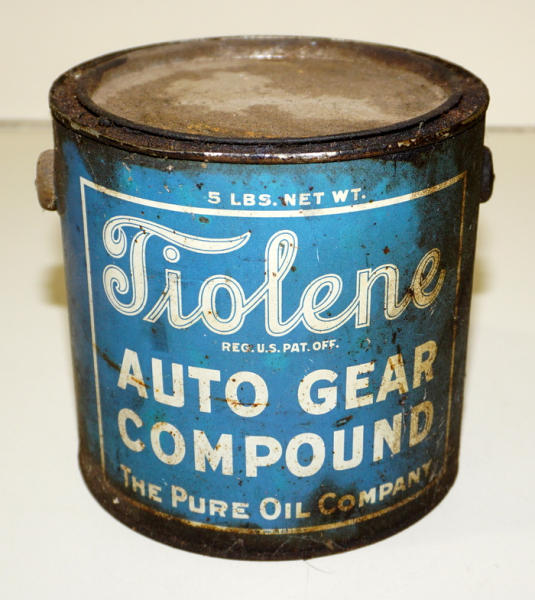 5 LBS. NET WT.
Tiolene
REG. U.S. PAT. OFF.
AUTO GEAR
COMPOUND
THE PURE OIL COMPANY